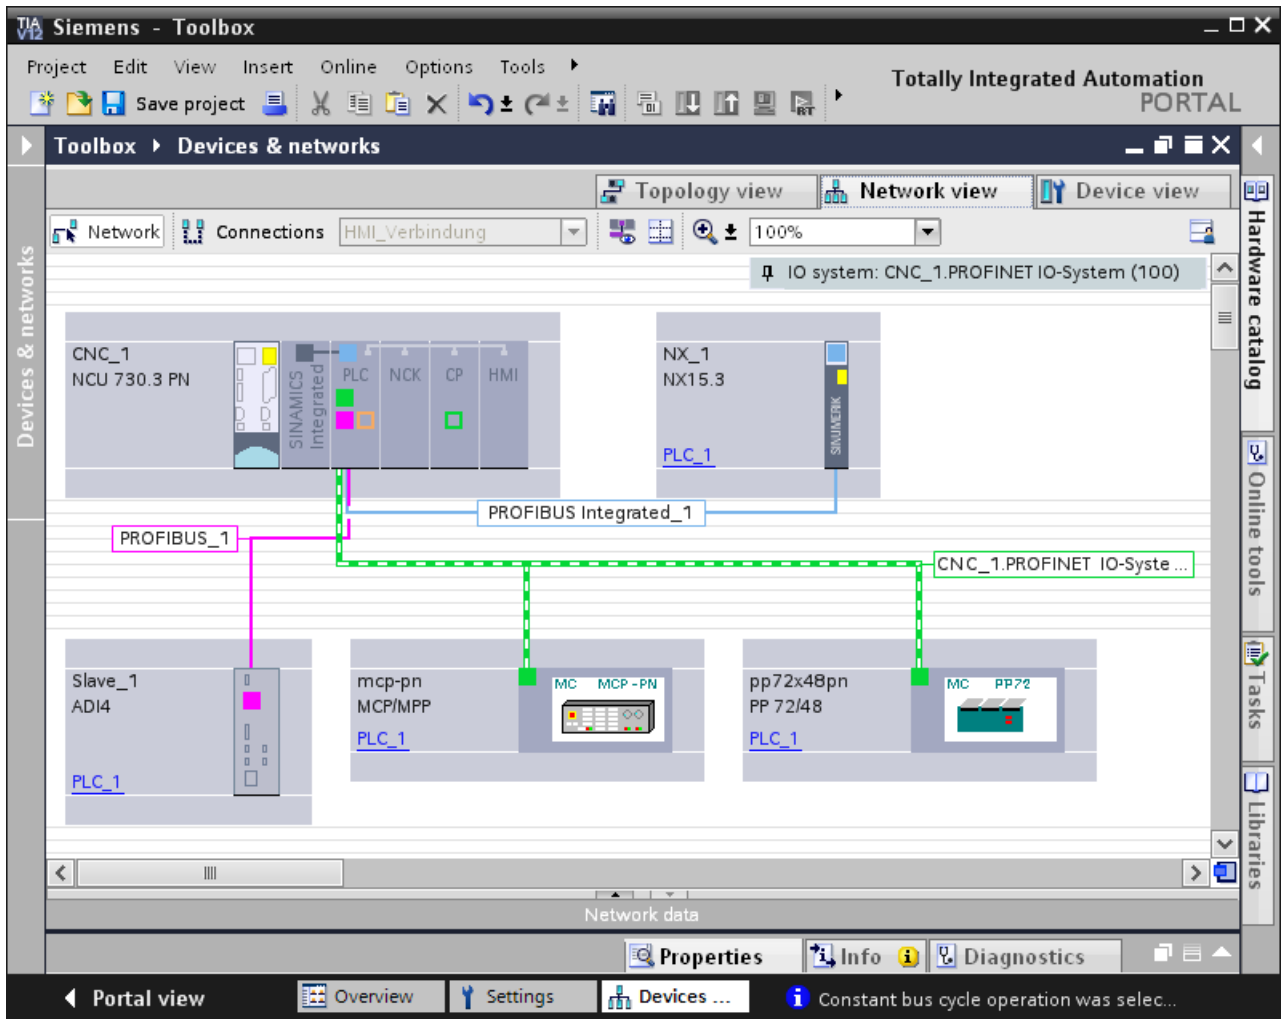 TIA V12 Siemens - Toolbox
Project Edit View Insert Online Options Tools
Totally Integrated Automation
PORTAL
Save project
Toolbox Devices & networks
Topology view Network view Device view
Network Connections HMI_Verbindung 100%
IO system: CNC_1.PROFINET IO-System (100)
CNC_1
NCU 730.3 PN
SINAMICS
Integrated
PLC NCK CP HMI
NX_1
NX15.3
SINUMERIK
PLC_1
PROFIBUS Integrated_1
PROFIBUS_1
CNC_1.PROFINET IO-Syste ...
Slave_1
ADI4
PLC_1
mcp-pn
MCP/MPP
PLC_1
MC MCP-PN
pp72x48pn
PP 72/48
PLC_1
MC PP72
Devices & networks
Hardware catalog
Online tools
Tasks
Libraries
Network data
Properties Info Diagnostics
Portal view Overview Settings Devices ... Constant bus cycle operation was selec...